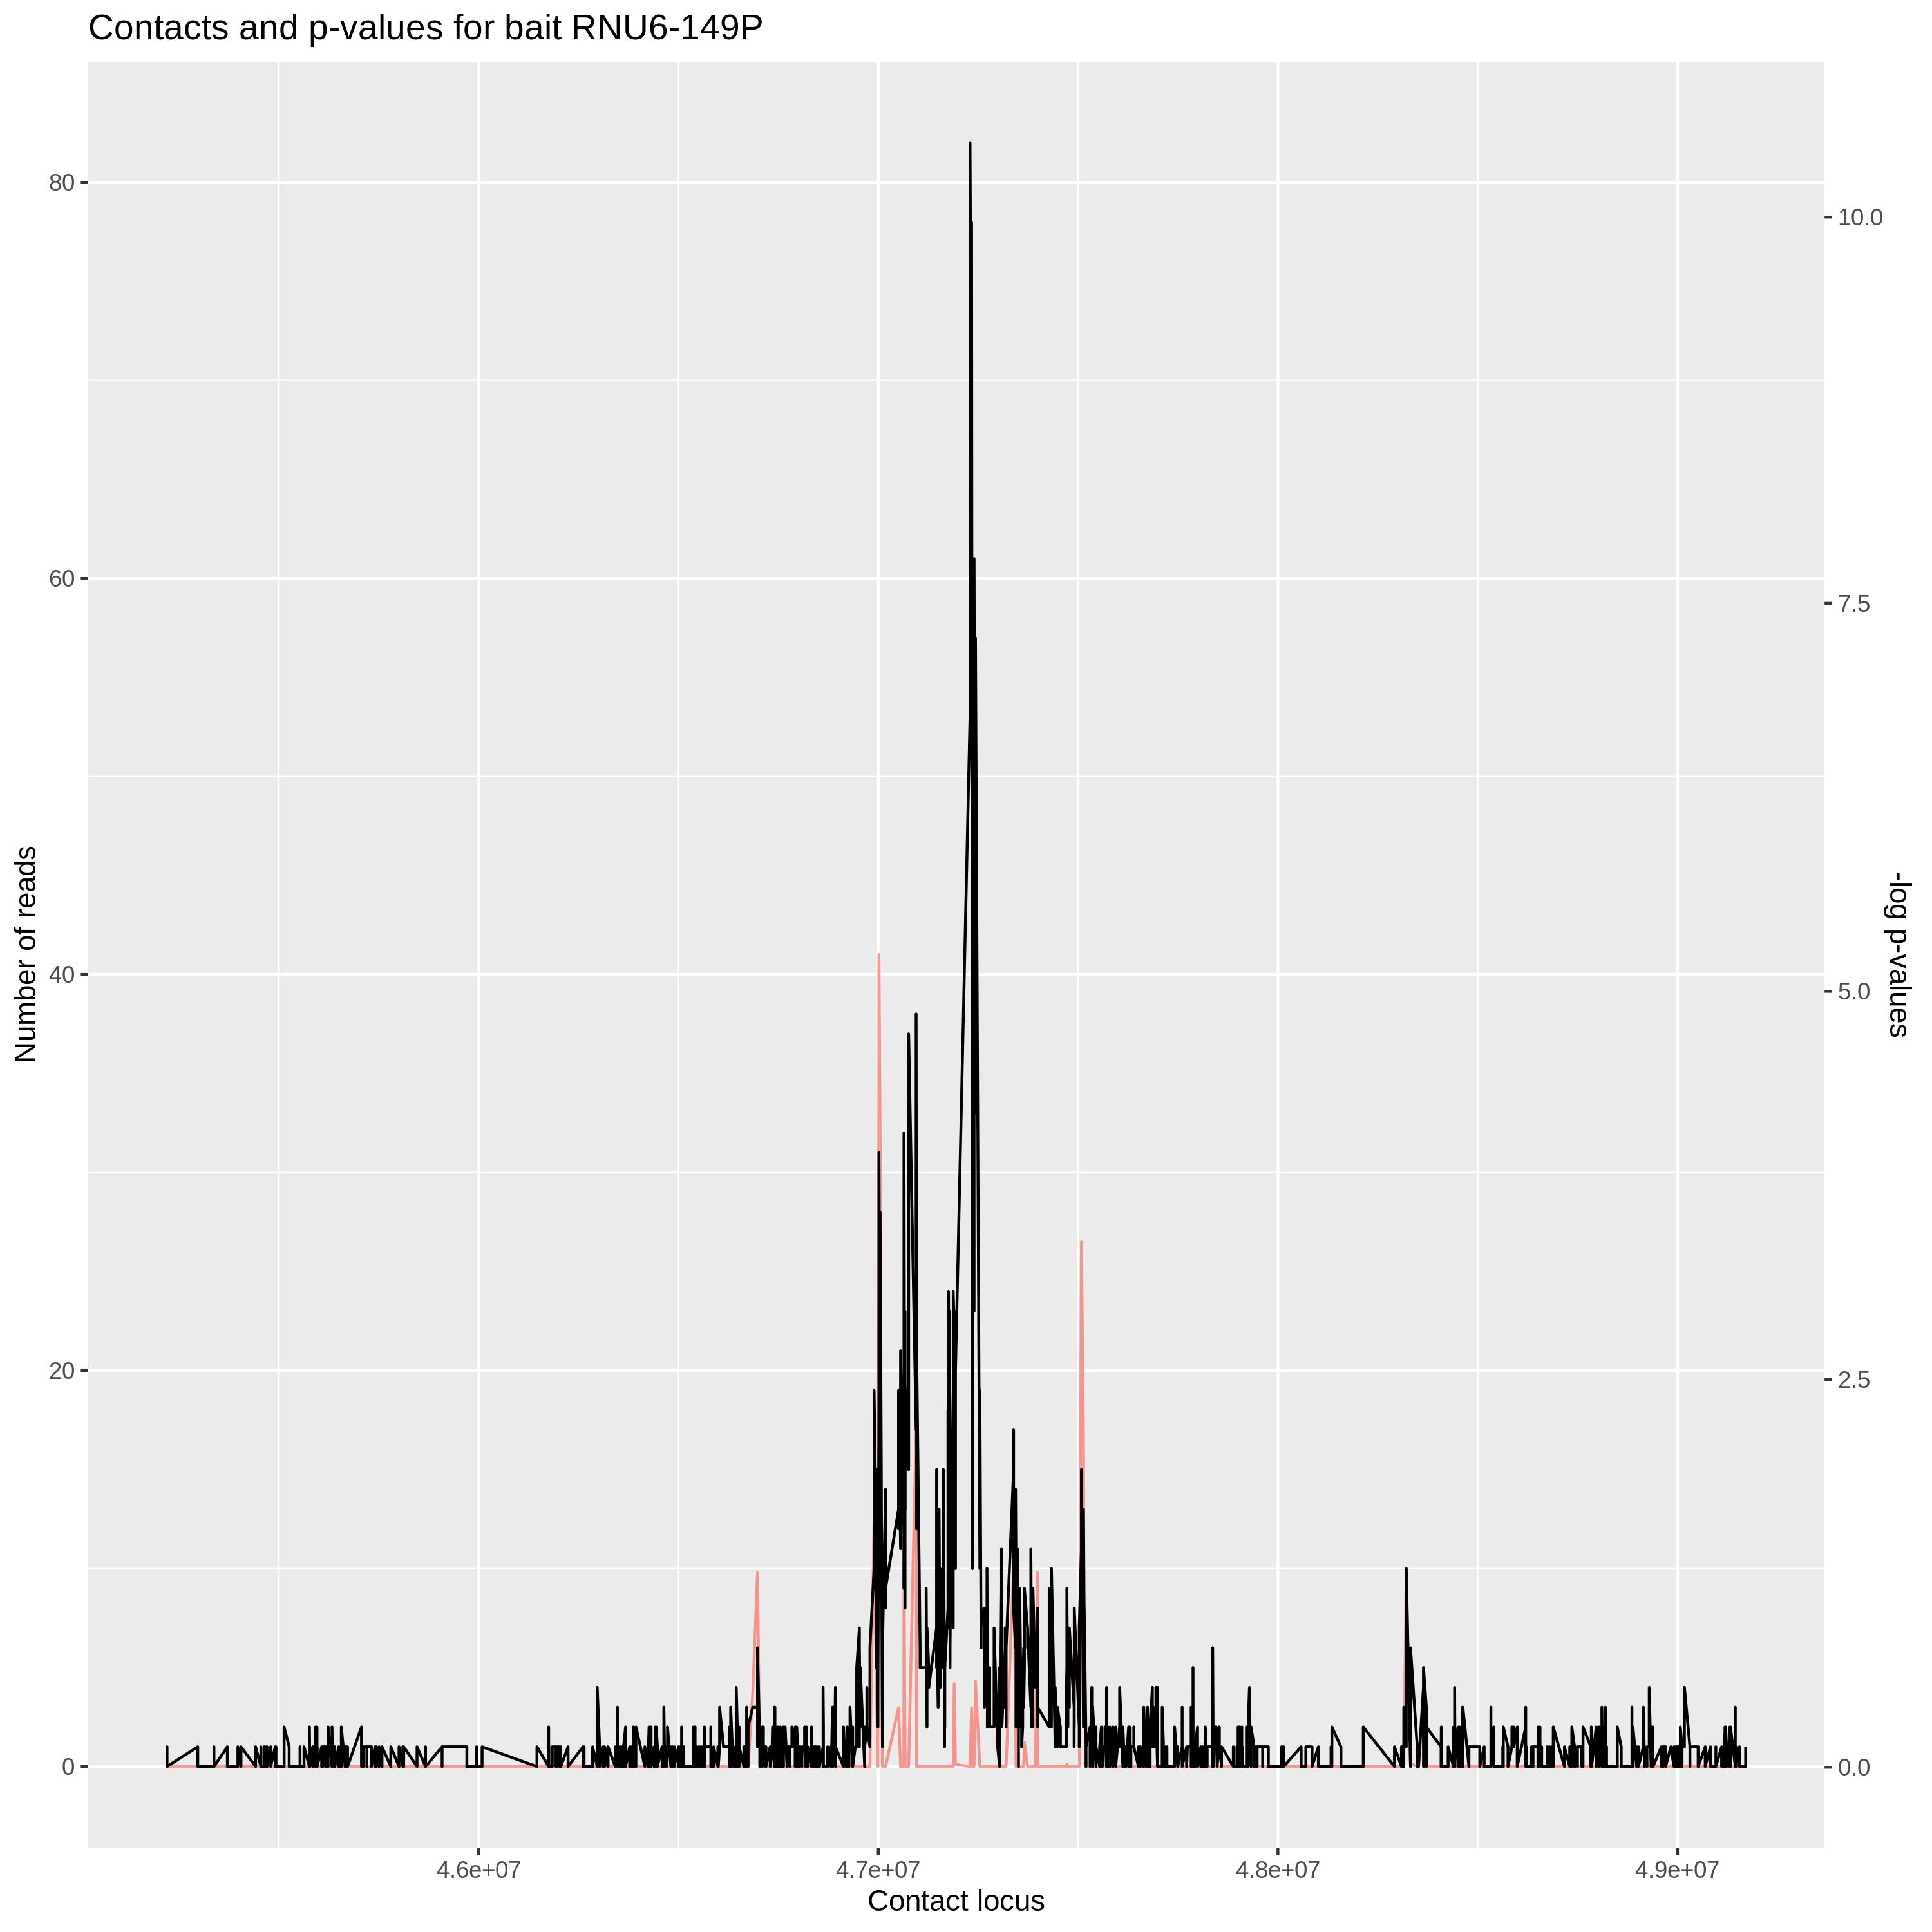 Contacts and p-values for bait RNU6-149P
80
60
40
20
0
Number of reads
10.0
7.5
5.0
2.5
0.0
-log p-values
4.6e+07
4.7e+07
4.8e+07
4.9e+07
Contact locus